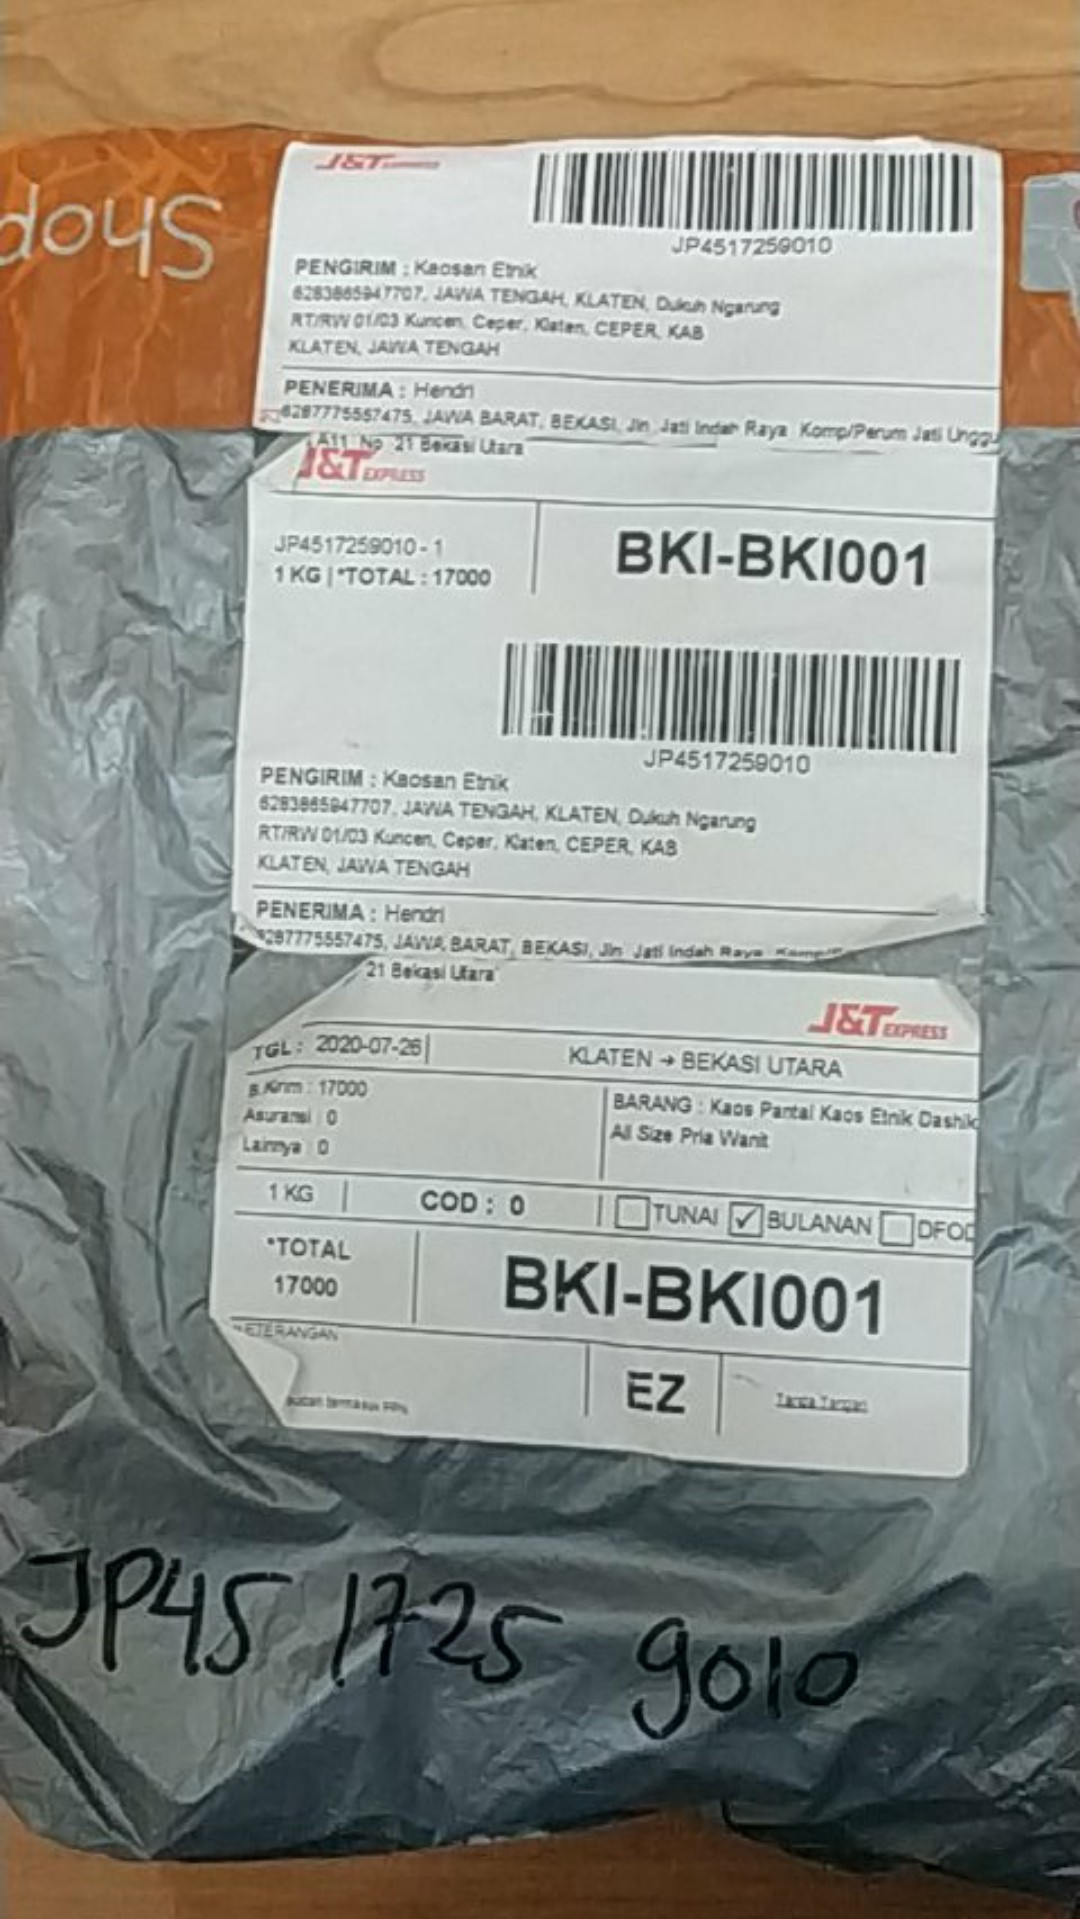 Shop
J&T EXPRESS
JP4517259010
PENGIRIM : Kaosan Etnik
6283865947707, JAWA TENGAH, KLATEN, Dukuh Ngarung
RT/RW 01/03 Kuncen, Ceper, Klaten, CEPER, KAB
KLATEN, JAWA TENGAH
PENERIMA : Hendri
6287775557475, JAWA BARAT, BEKASI, Jln Jati Indah Raya Komp/Perum Jati Unggu
A11 No 21 Bekasi Utara
J&T EXPRESS
JP4517259010 - 1
1 KG | *TOTAL : 17000
BKI-BKI001
JP4517259010
PENGIRIM : Kaosan Etnik
6283865947707, JAWA TENGAH, KLATEN, Dukuh Ngarung
RT/RW 01/03 Kuncen, Ceper, Klaten, CEPER, KAB
KLATEN, JAWA TENGAH
PENERIMA : Hendri
6287775557475, JAWA BARAT, BEKASI, Jln Jati Indah Raya
21 Bekasi Utara
J&T EXPRESS
TGL : 2020-07-26
KLATEN → BEKASI UTARA
B.Kirim : 17000
Asuransi : 0
Lainnya : 0
BARANG : Kaos Pantai Kaos Etnik Dashik
All Size Pria Wanit
1 KG
COD : 0
TUNAI ✓ BULANAN DFOD
*TOTAL
17000
BKI-BKI001
KETERANGAN
EZ
Tanda Tangan
sudah termasuk PPN
JP45 1725 9010